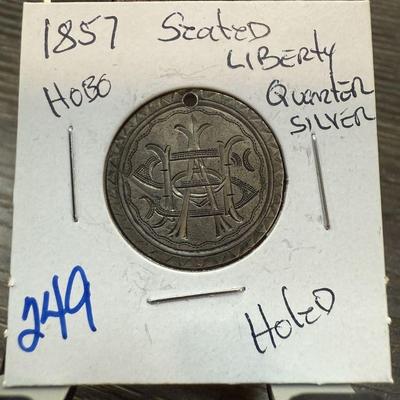 1857 Seated
LIBERTY
HOBO
Quarter
SILVER
249
Holed